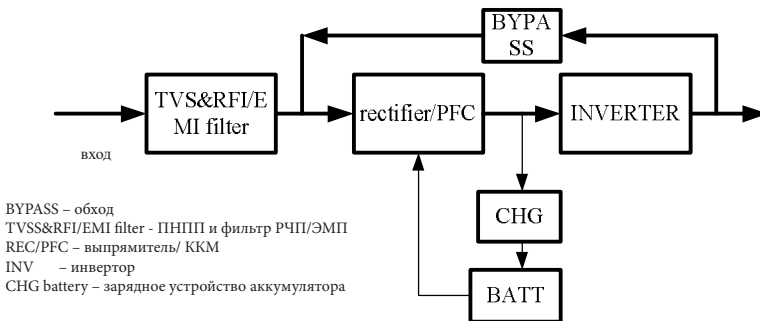 BYPA
SS
TVS&RFI/E
MI filter
rectifier/PFC
INVERTER
вход
CHG
BATT
BYPASS – обход
TVSS&RFI/EMI filter - ПНПП и фильтр РЧП/ЭМП
REC/PFC – выпрямитель/ ККМ
INV – инвертор
CHG battery – зарядное устройство аккумулятора